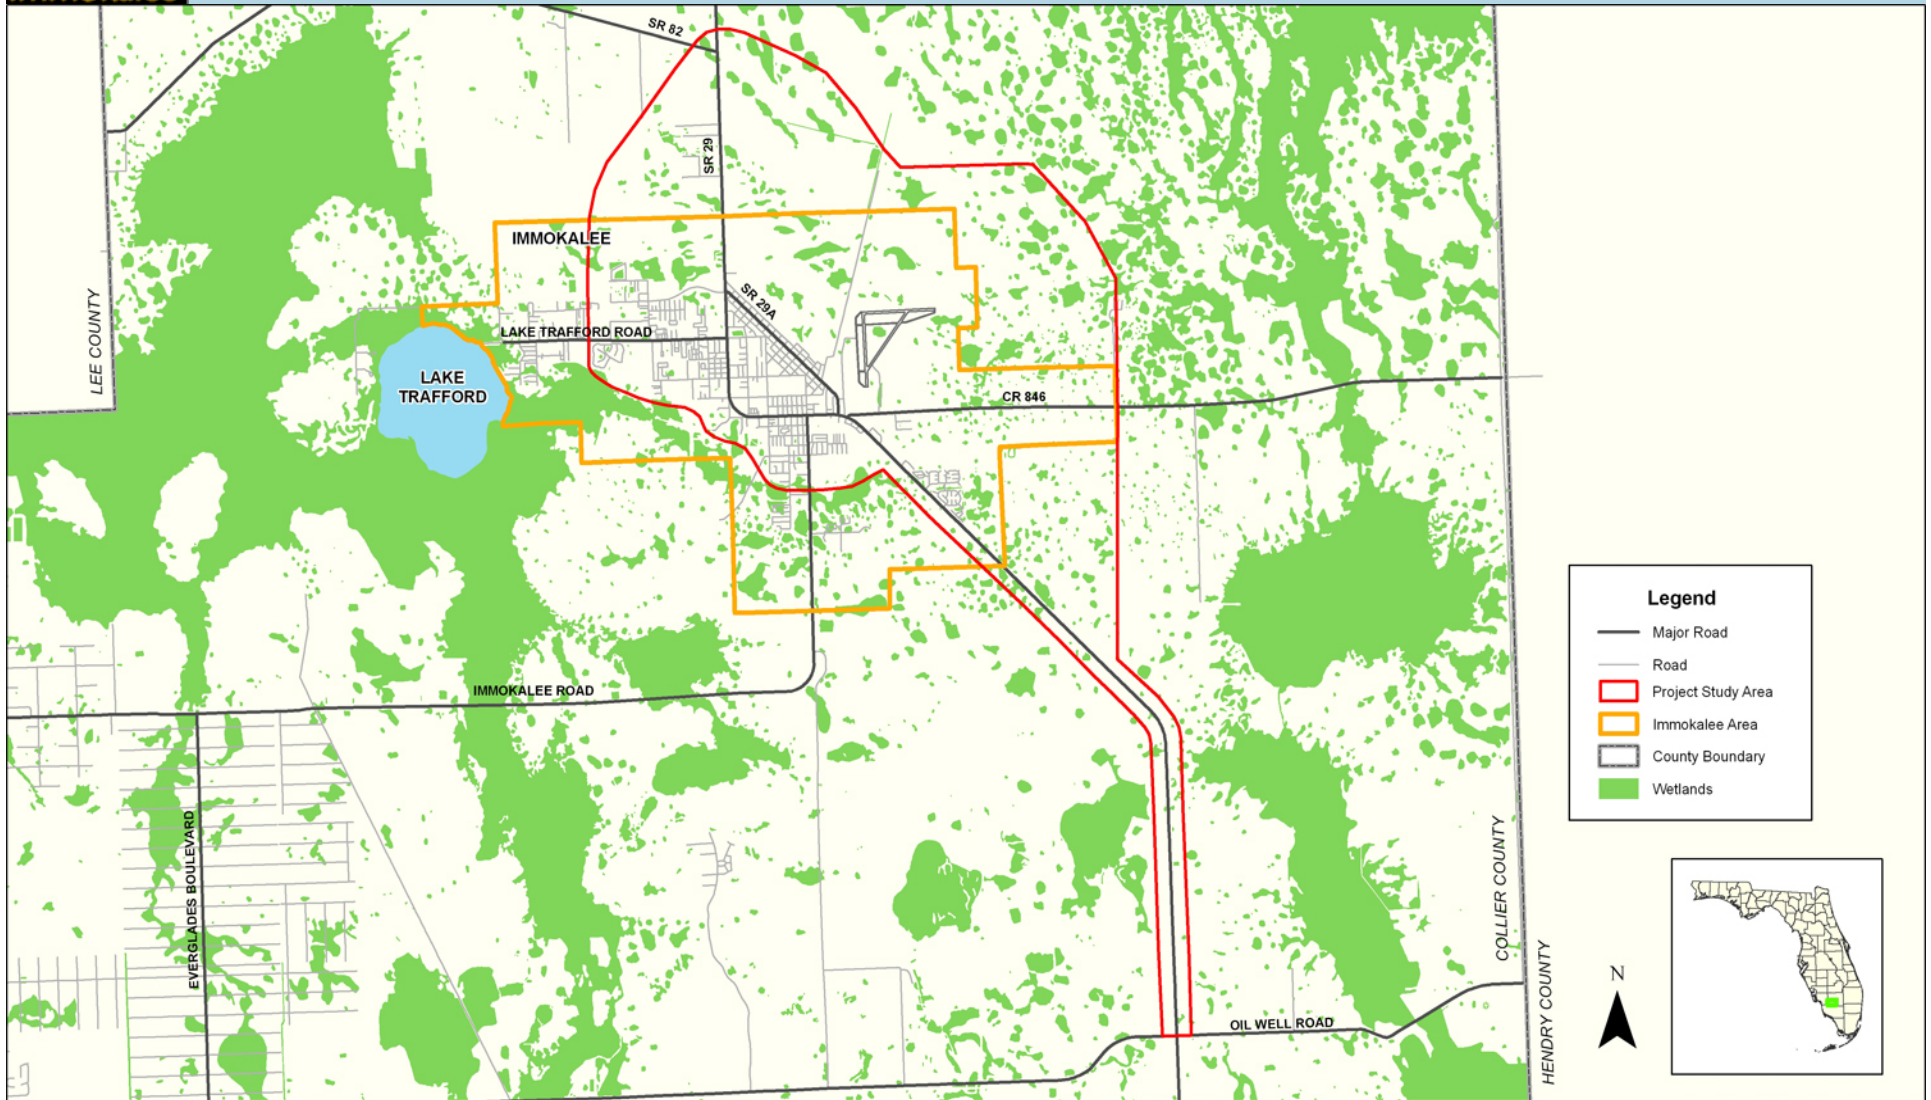 Immokalee
SR 82
SR 29
IMMOKALEE
SR 29A
LEE COUNTY
LAKE TRAFFORD ROAD
LAKE
TRAFFORD
CR 846
IMMOKALEE ROAD
EVERGLADES BOULEVARD
OIL WELL ROAD
COLLIER COUNTY
HENDRY COUNTY
Legend
Major Road
Road
Project Study Area
Immokalee Area
County Boundary
Wetlands
N